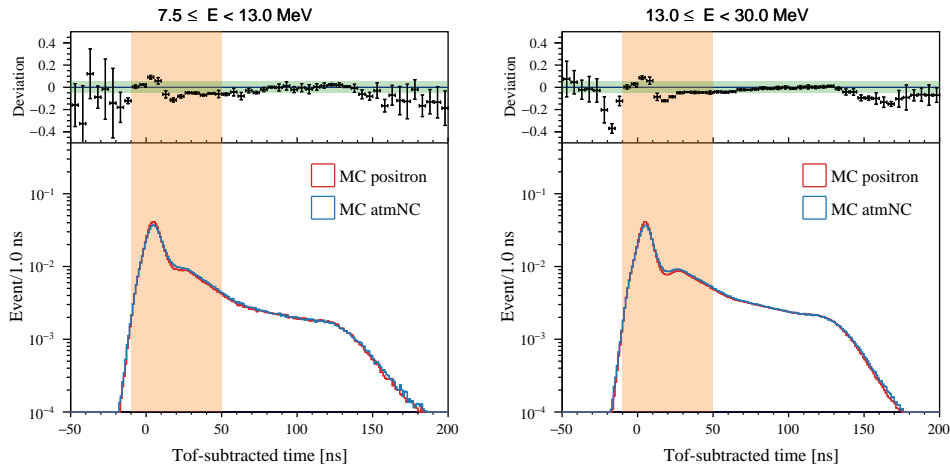 7.5 ≤ E < 13.0 MeV
Deviation
0.4
0.2
0
−0.2
−0.4
MC positron
MC atmNC
Event/1.0 ns
10⁻¹
10⁻²
10⁻³
10⁻⁴
−50 0 50 100 150 200
Tof-subtracted time [ns]
13.0 ≤ E < 30.0 MeV
Deviation
0.4
0.2
0
−0.2
−0.4
MC positron
MC atmNC
Event/1.0 ns
10⁻¹
10⁻²
10⁻³
10⁻⁴
−50 0 50 100 150 200
Tof-subtracted time [ns]